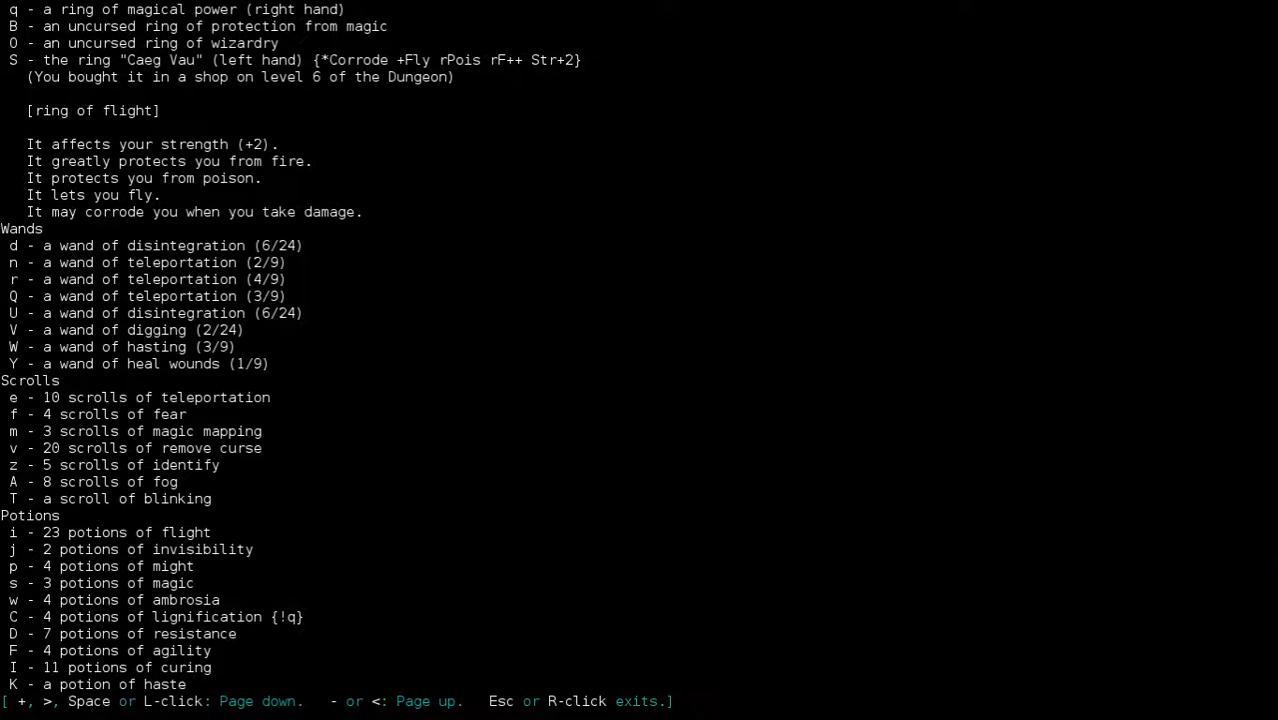 q - a ring of magical power (right hand)
B - an uncursed ring of protection from magic
O - an uncursed ring of wizardry
S - the ring "Caeg Vau" (left hand) {*Corrode +Fly rPois rF++ Str+2}
(You bought it in a shop on level 6 of the Dungeon)
[ring of flight]
It affects your strength (+2).
It greatly protects you from fire.
It protects you from poison.
It lets you fly.
It may corrode you when you take damage.
Wands
d - a wand of disintegration (6/24)
n - a wand of teleportation (2/9)
r - a wand of teleportation (4/9)
Q - a wand of teleportation (3/9)
U - a wand of disintegration (6/24)
V - a wand of digging (2/24)
W - a wand of hasting (3/9)
Y - a wand of heal wounds (1/9)
Scrolls
e - 10 scrolls of teleportation
f - 4 scrolls of fear
m - 3 scrolls of magic mapping
v - 20 scrolls of remove curse
z - 5 scrolls of identify
A - 8 scrolls of fog
T - a scroll of blinking
Potions
i - 23 potions of flight
j - 2 potions of invisibility
p - 4 potions of might
s - 3 potions of magic
w - 4 potions of ambrosia
C - 4 potions of lignification {!q}
D - 7 potions of resistance
F - 4 potions of agility
I - 11 potions of curing
K - a potion of haste
[ +, >, Space or L-click: Page down.   - or <: Page up.   Esc or R-click exits.]